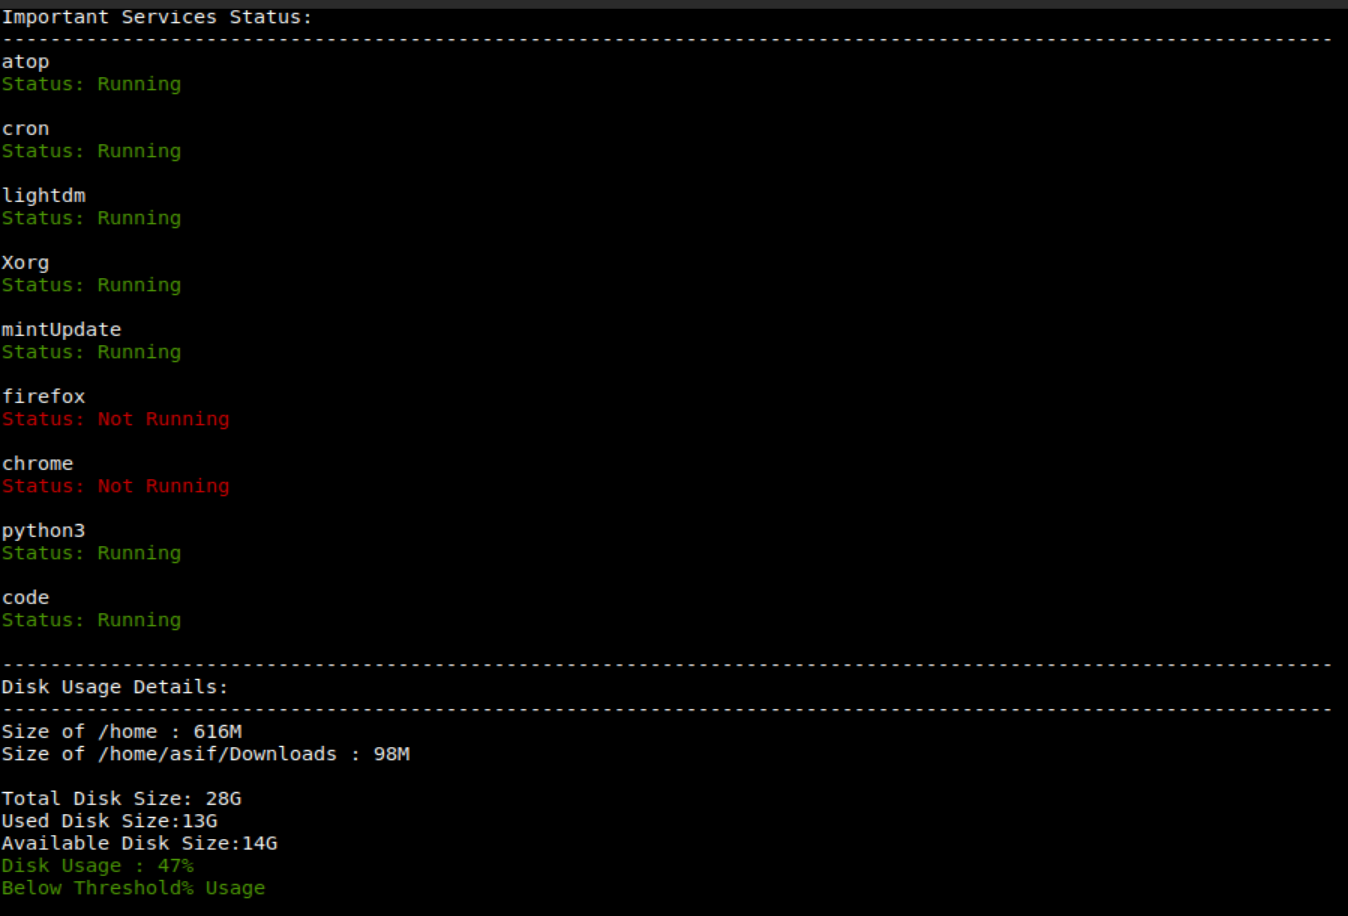 Important Services Status:
---------------------------------------------------------------------------------------------------------------
atop
Status: Running
cron
Status: Running
lightdm
Status: Running
Xorg
Status: Running
mintUpdate
Status: Running
firefox
Status: Not Running
chrome
Status: Not Running
python3
Status: Running
code
Status: Running
---------------------------------------------------------------------------------------------------------------
Disk Usage Details:
---------------------------------------------------------------------------------------------------------------
Size of /home : 616M
Size of /home/asif/Downloads : 98M
Total Disk Size: 28G
Used Disk Size:13G
Available Disk Size:14G
Disk Usage : 47%
Below Threshold% Usage